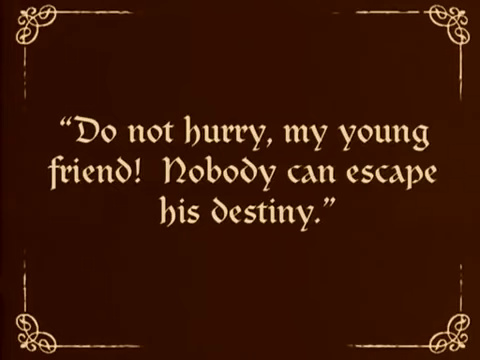 “Do not hurry, my young
friend!  Nobody can escape
his destiny.”